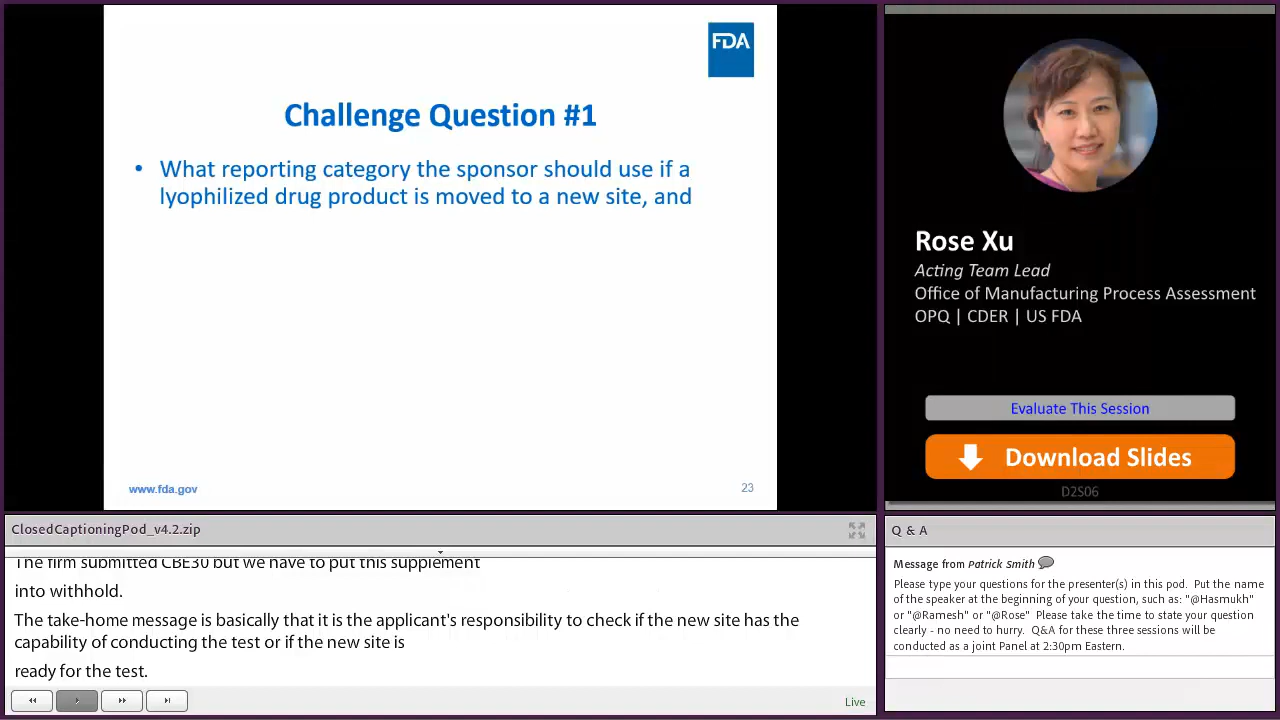 FDA
Challenge Question #1
• What reporting category the sponsor should use if a
lyophilized drug product is moved to a new site, and
www.fda.gov
23
Rose Xu
Acting Team Lead
Office of Manufacturing Process Assessment
OPQ | CDER | US FDA
Evaluate This Session
Download Slides
D2S06
ClosedCaptioningPod_v4.2.zip
The firm submitted CBE30 but we have to put this supplement
into withhold.
The take-home message is basically that it is the applicant's responsibility to check if the new site has the
capability of conducting the test or if the new site is
ready for the test.
Live
Q & A
Message from Patrick Smith
Please type your questions for the presenter(s) in this pod. Put the name
of the speaker at the beginning of your question, such as: "@Hasmukh"
or "@Ramesh" or "@Rose" Please take the time to state your question
clearly - no need to hurry. Q&A for these three sessions will be
conducted as a joint Panel at 2:30pm Eastern.